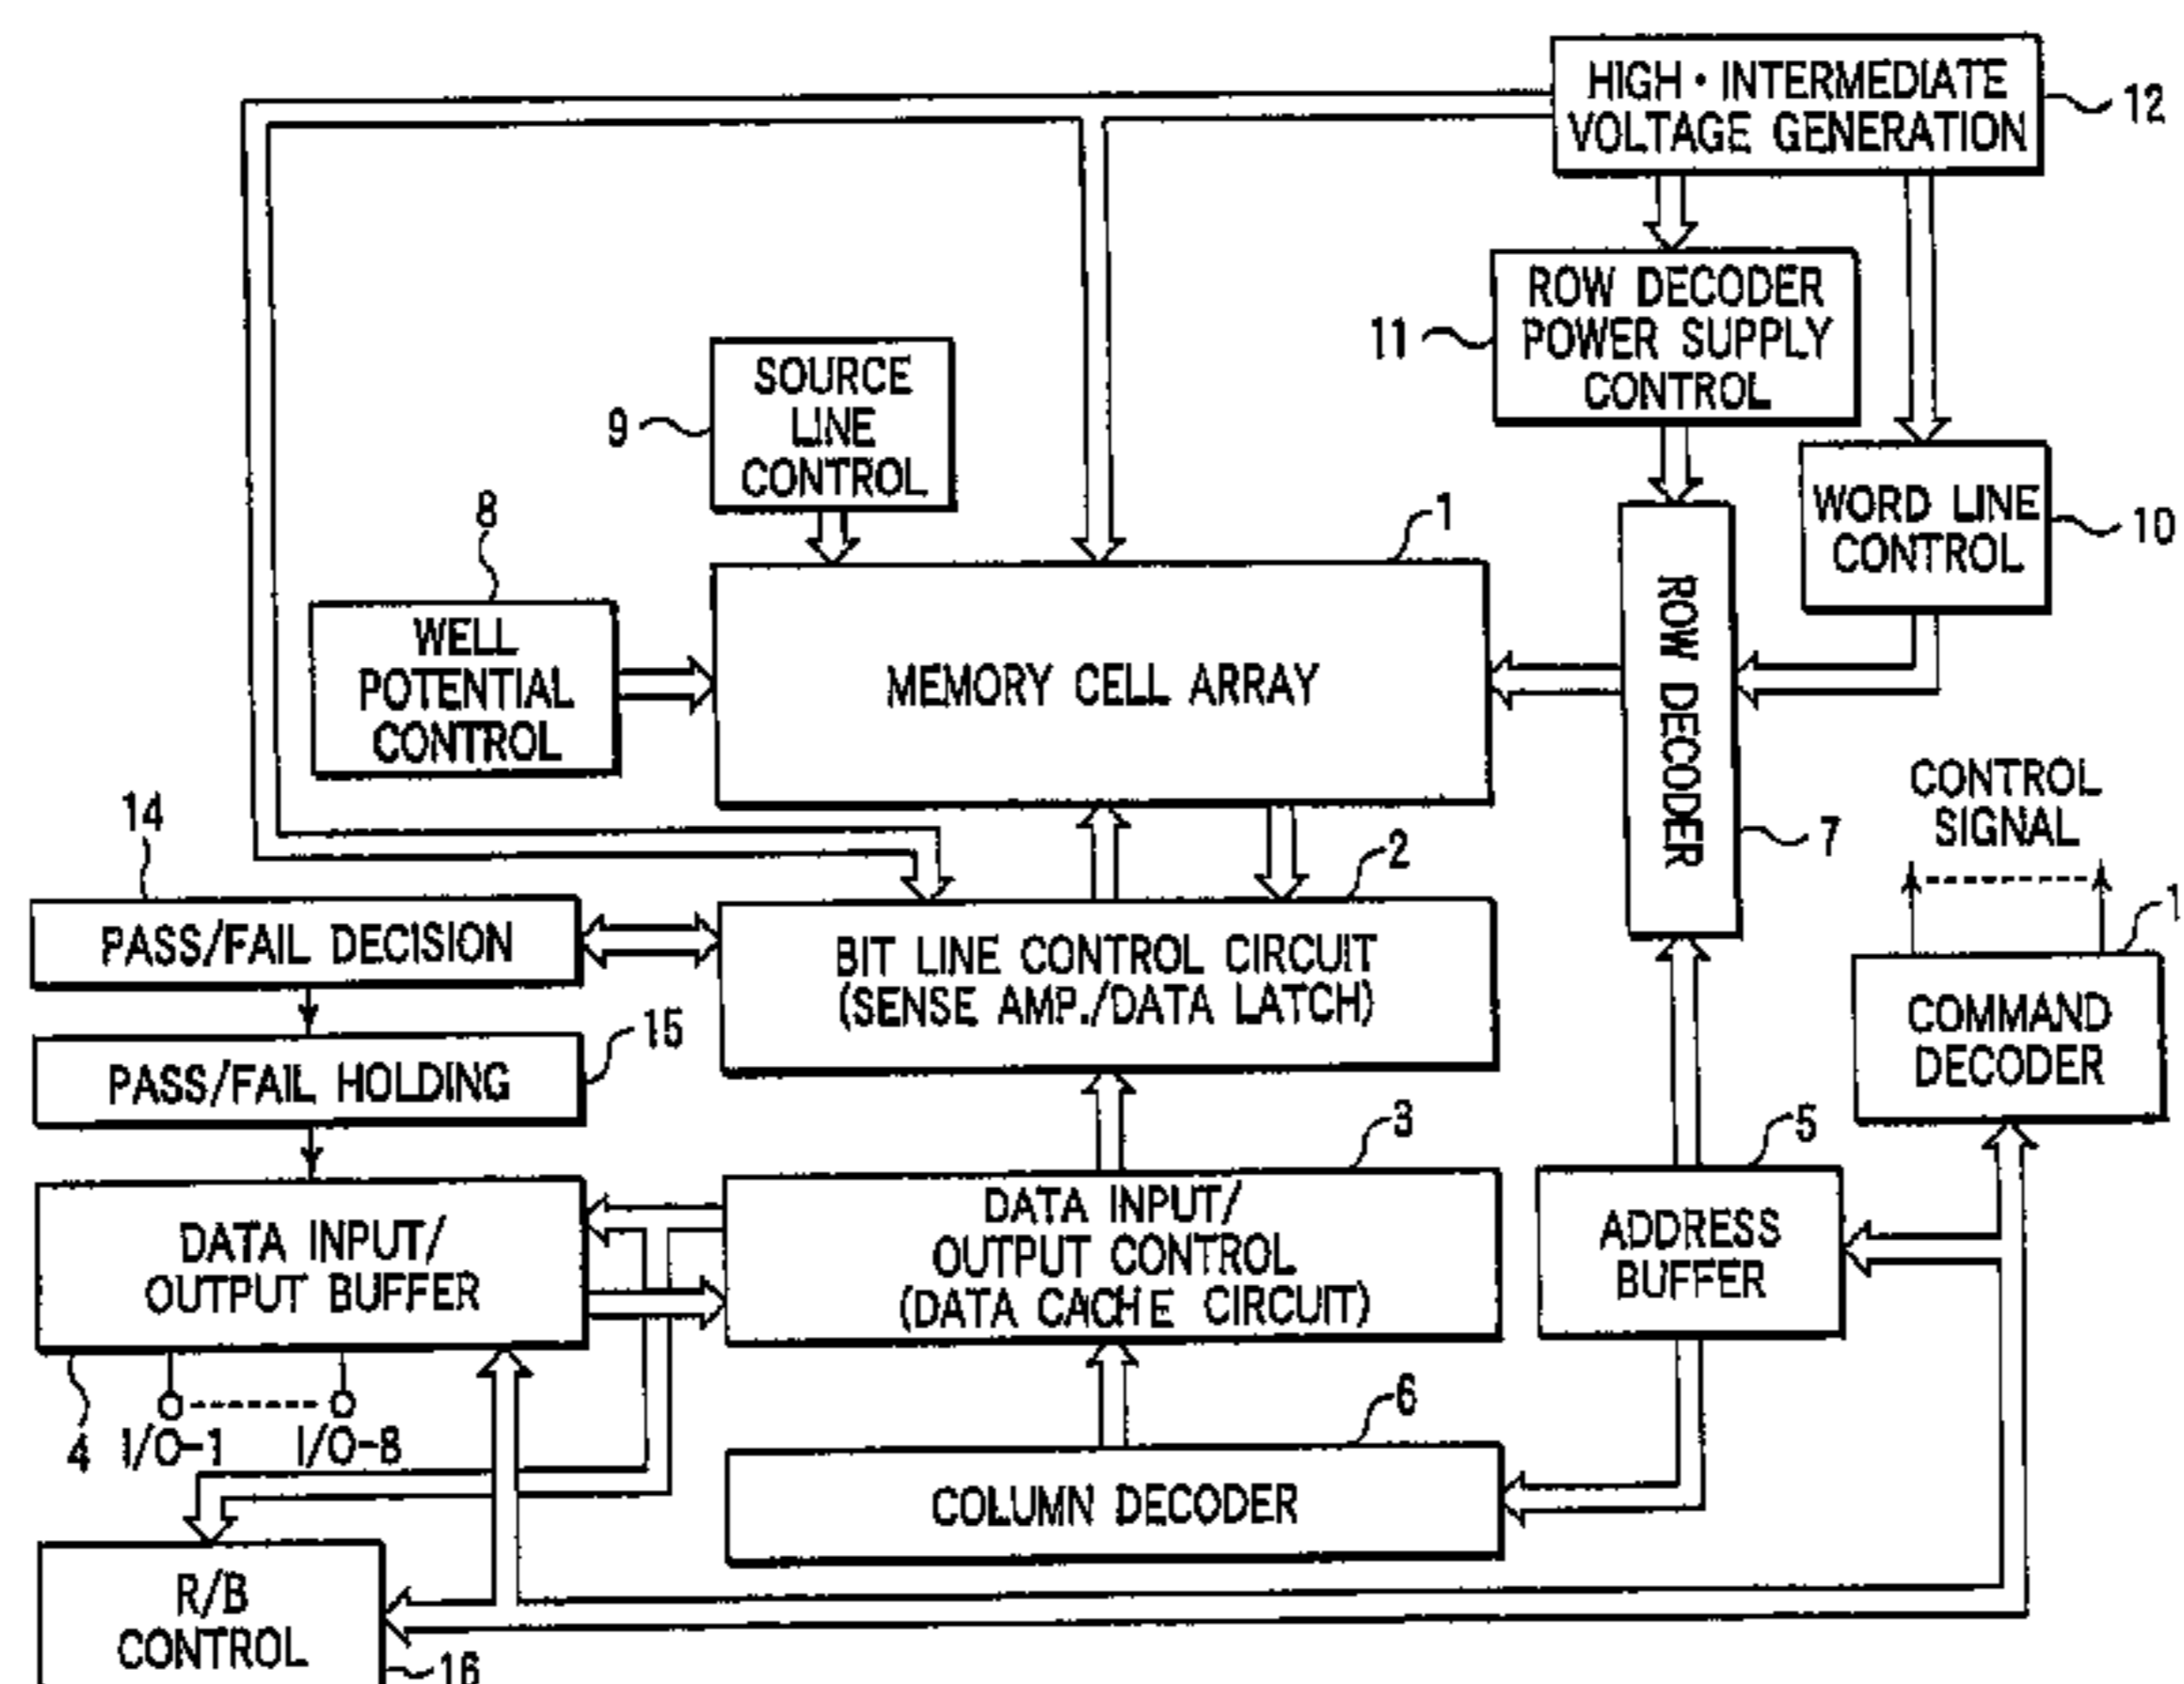 HIGH・INTERMEDIATE
VOLTAGE GENERATION
12
ROW DECODER
POWER SUPPLY
CONTROL
11
SOURCE
LINE
CONTROL
9
WORD LINE
CONTROL
10
8
WELL
POTENTIAL
CONTROL
1
MEMORY CELL ARRAY
ROW DECODER
7
CONTROL
SIGNAL
14
PASS/FAIL DECISION
2
BIT LINE CONTROL CIRCUIT
(SENSE AMP./DATA LATCH)
1
COMMAND
DECODER
PASS/FAIL HOLDING
15
3
DATA INPUT/
OUTPUT CONTROL
(DATA CACHE CIRCUIT)
5
ADDRESS
BUFFER
DATA INPUT/
OUTPUT BUFFER
4
I/O-1
I/O-8
6
COLUMN DECODER
R/B
CONTROL
16